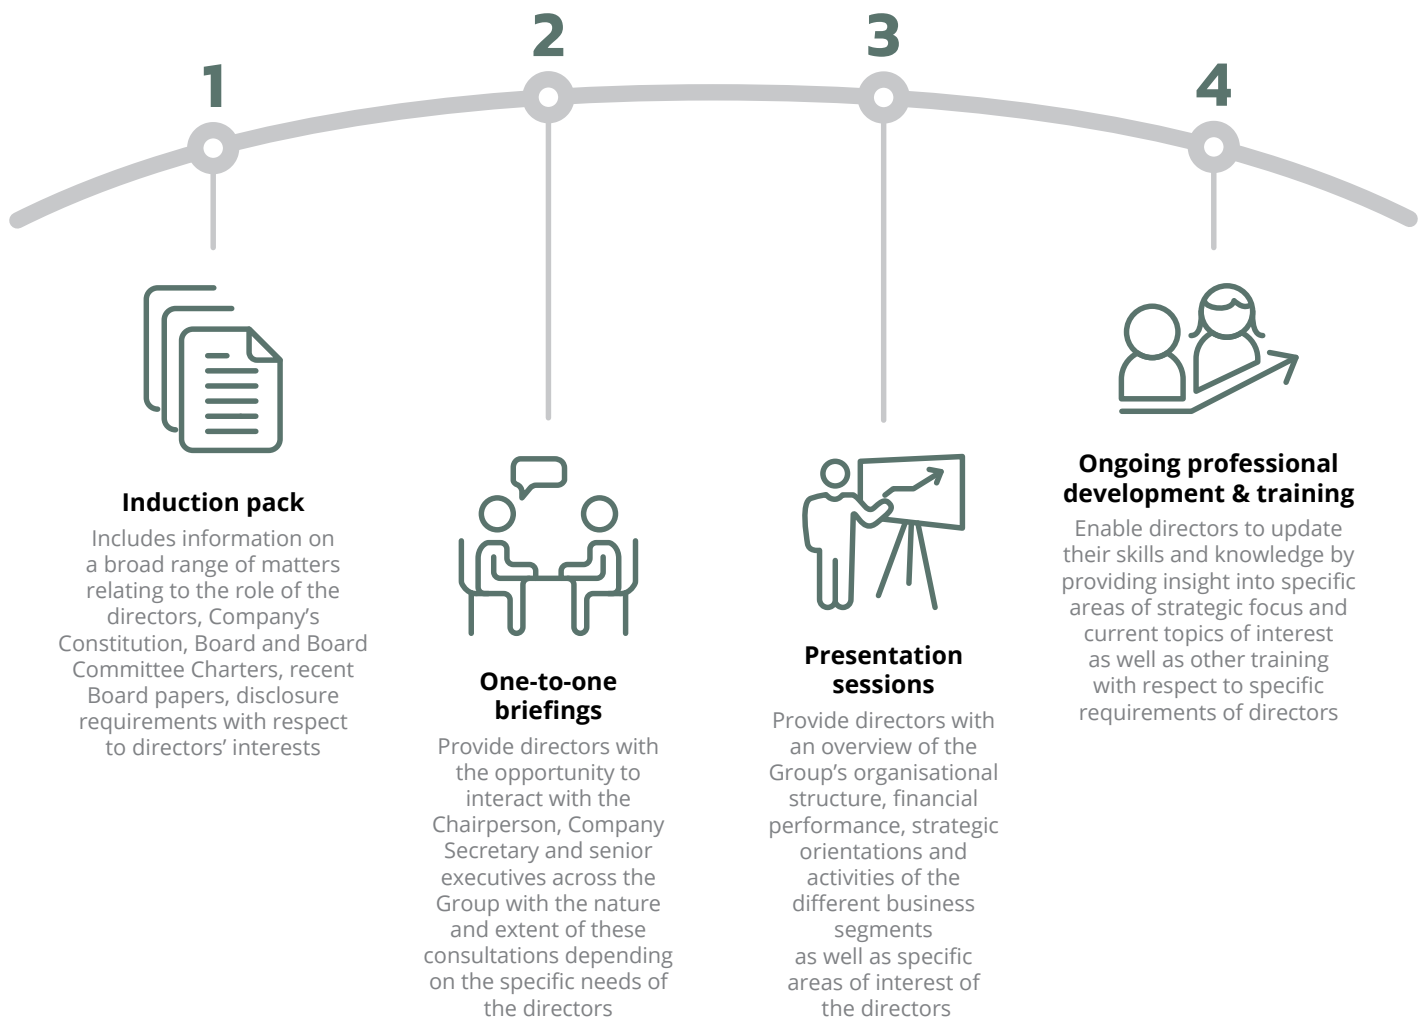 1
Induction pack
Includes information on
a broad range of matters
relating to the role of the
directors, Company’s
Constitution, Board and Board
Committee Charters, recent
Board papers, disclosure
requirements with respect
to directors’ interests
2
One-to-one
briefings
Provide directors with
the opportunity to
interact with the
Chairperson, Company
Secretary and senior
executives across the
Group with the nature
and extent of these
consultations depending
on the specific needs of
the directors
3
Presentation
sessions
Provide directors with
an overview of the
Group’s organisational
structure, financial
performance, strategic
orientations and
activities of the
different business
segments
as well as specific
areas of interest of
the directors
4
Ongoing professional
development & training
Enable directors to update
their skills and knowledge by
providing insight into specific
areas of strategic focus and
current topics of interest
as well as other training
with respect to specific
requirements of directors